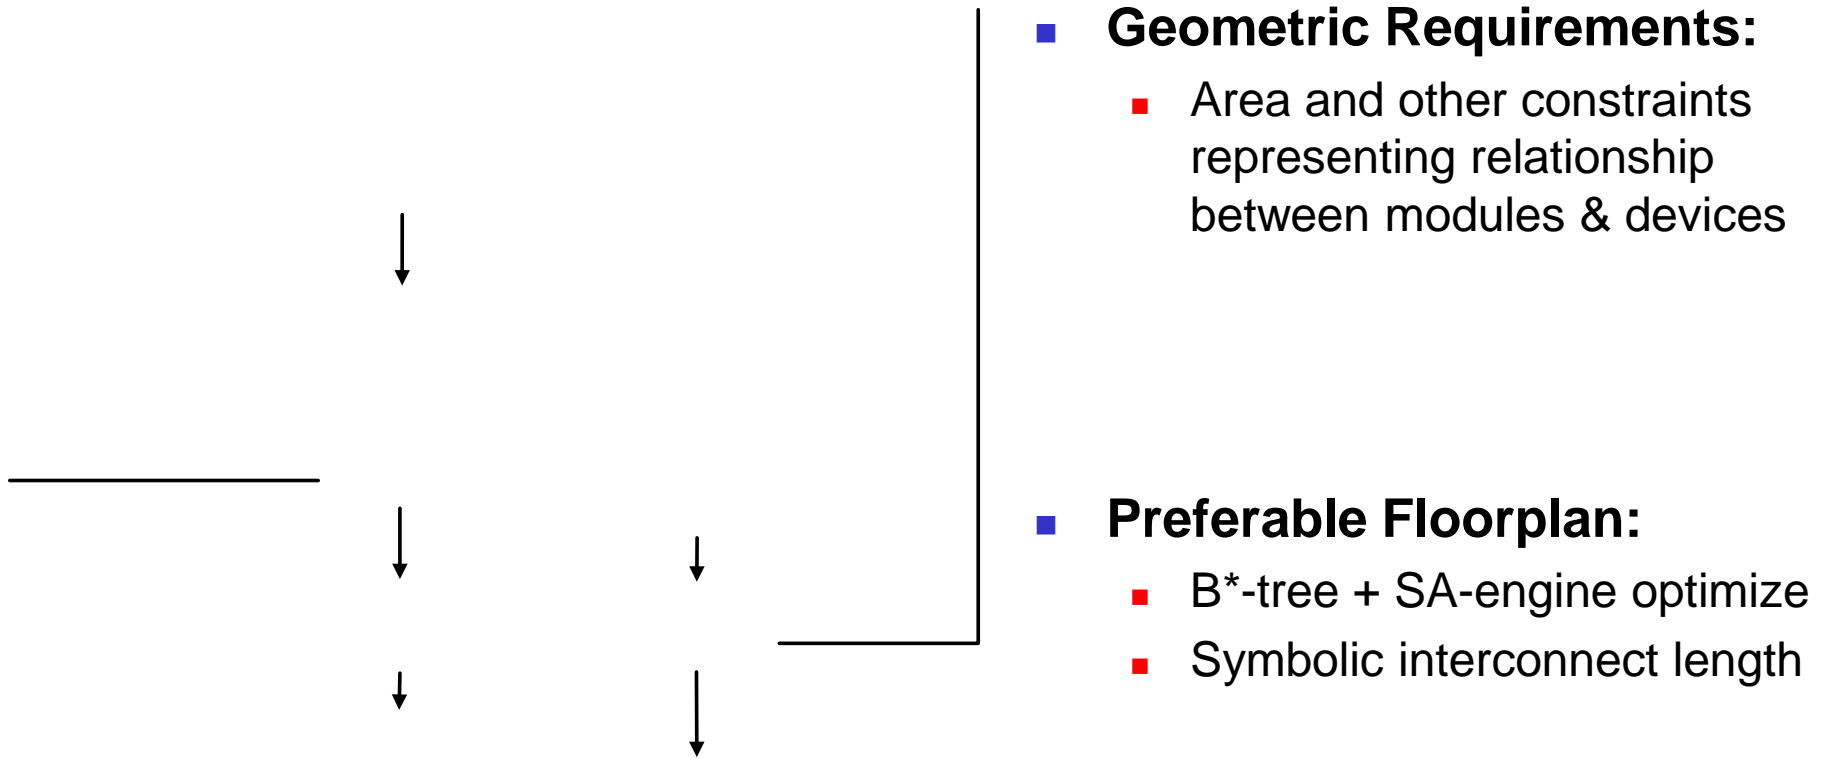 Geometric Requirements:
Area and other constraints
representing relationship
between modules & devices
Preferable Floorplan:
B*-tree + SA-engine optimize
Symbolic interconnect length